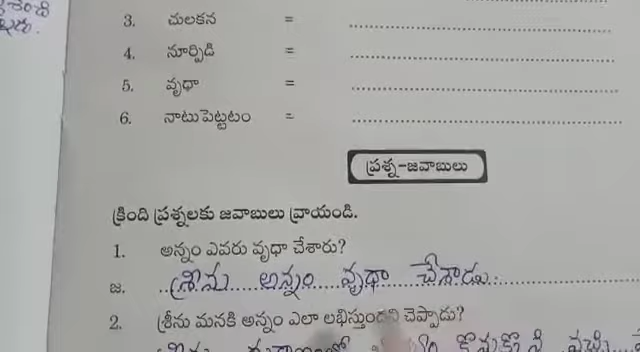 3. చులకన = ........................
4. నూర్పిడి = ........................
5. వృధా = ........................
6. నాటుపెట్టటం = ........................
ప్రశ్న-జవాబులు
క్రింది ప్రశ్నలకు జవాబులు వ్రాయండి.
1. అన్నం ఎవరు వృధా చేశారు?
జ. శ్రీను అన్నం వృధా చేశాడు.
2. శ్రీను మనకి అన్నం ఎలా లభిస్తుందని చెప్పాడు?